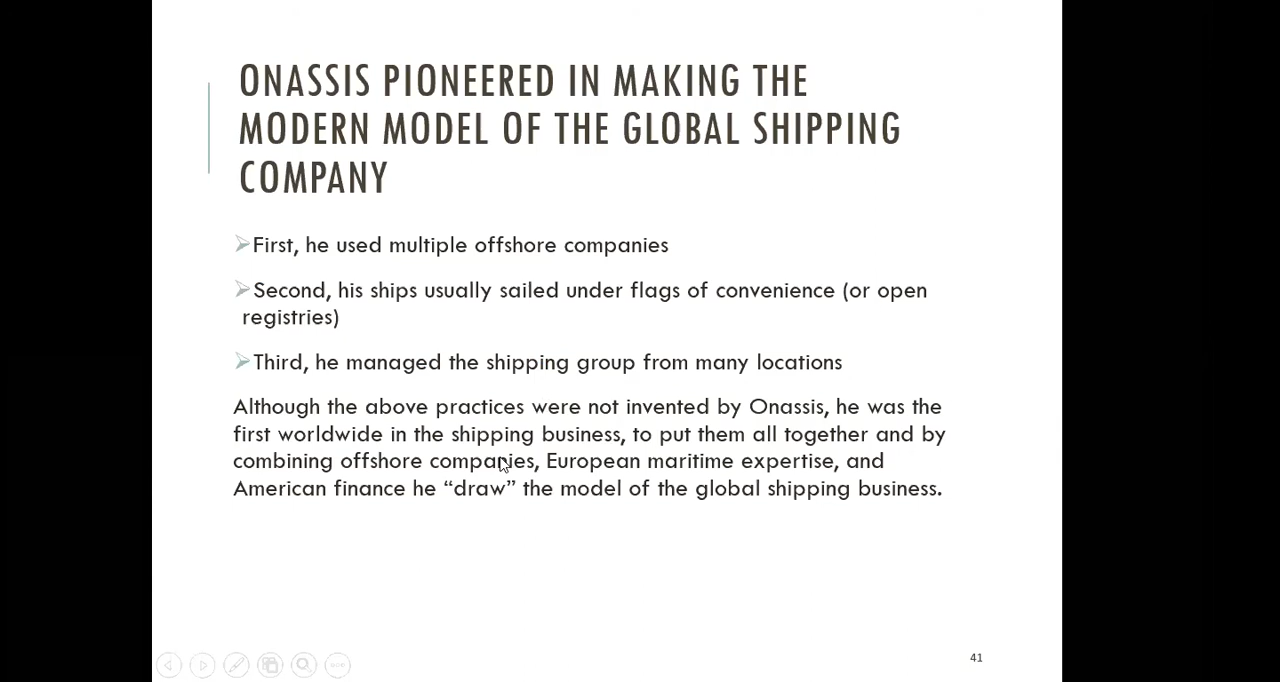 ONASSIS PIONEERED IN MAKING THE
MODERN MODEL OF THE GLOBAL SHIPPING
COMPANY
First, he used multiple offshore companies
Second, his ships usually sailed under flags of convenience (or open
registries)
Third, he managed the shipping group from many locations
Although the above practices were not invented by Onassis, he was the
first worldwide in the shipping business, to put them all together and by
combining offshore companies, European maritime expertise, and
American finance he “draw” the model of the global shipping business.
41